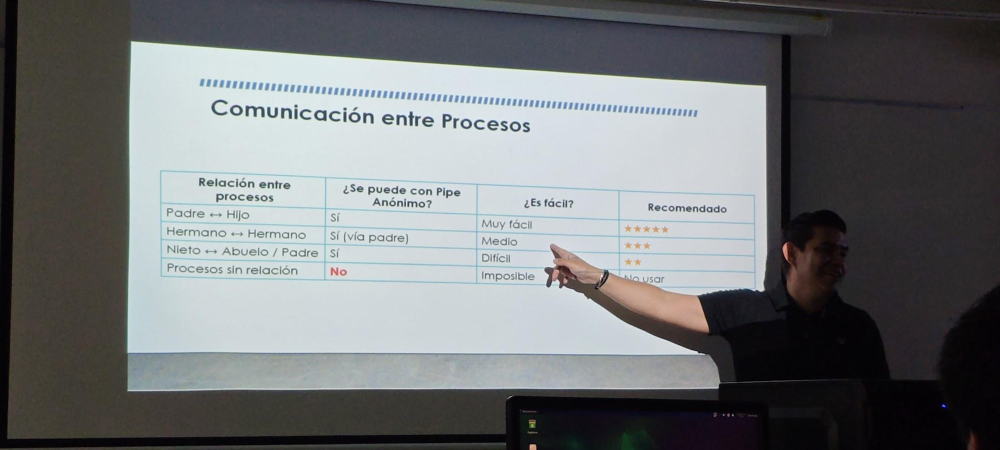 Comunicación entre Procesos
Relación entre procesos
¿Se puede con Pipe Anónimo?
¿Es fácil?
Recomendado
Padre ↔ Hijo
Sí
Muy fácil
★★★★★
Hermano ↔ Hermano
Sí (vía padre)
Medio
★★★
Nieto ↔ Abuelo / Padre
Sí
Difícil
★★
Procesos sin relación
No
Imposible
No usar